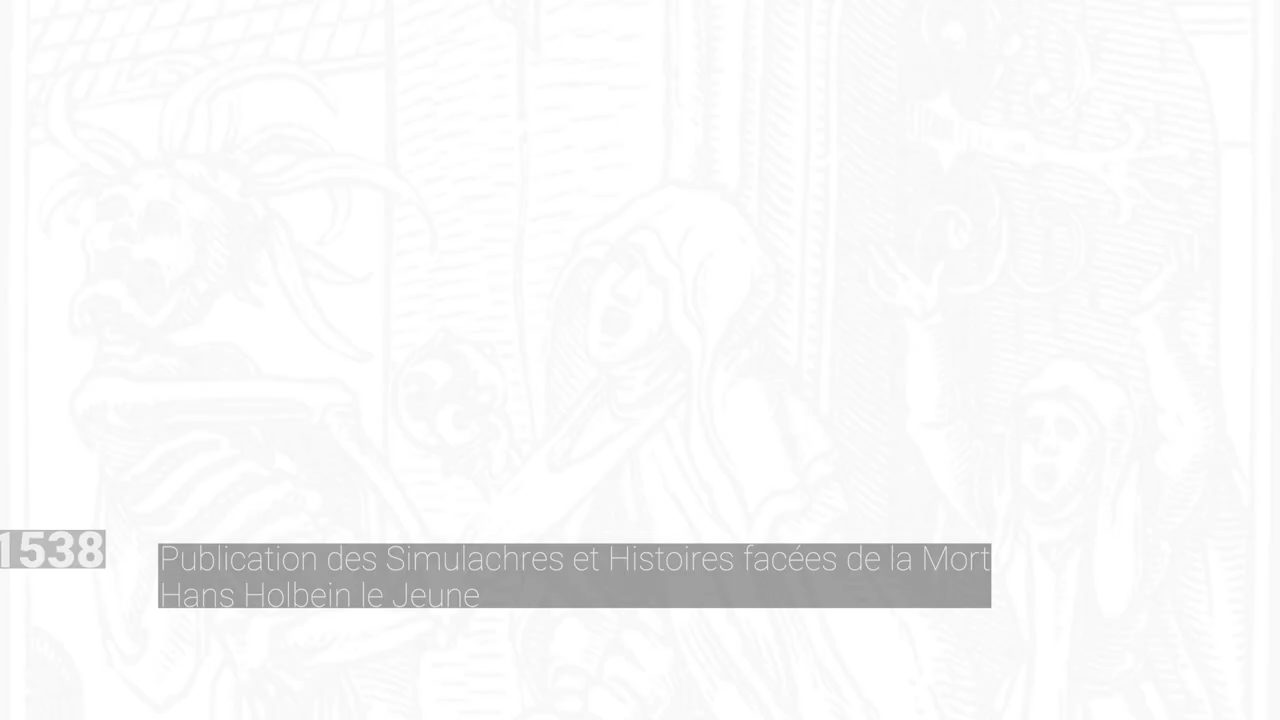 1538
Publication des Simulachres et Histoires facées de la Mort
Hans Holbein le Jeune